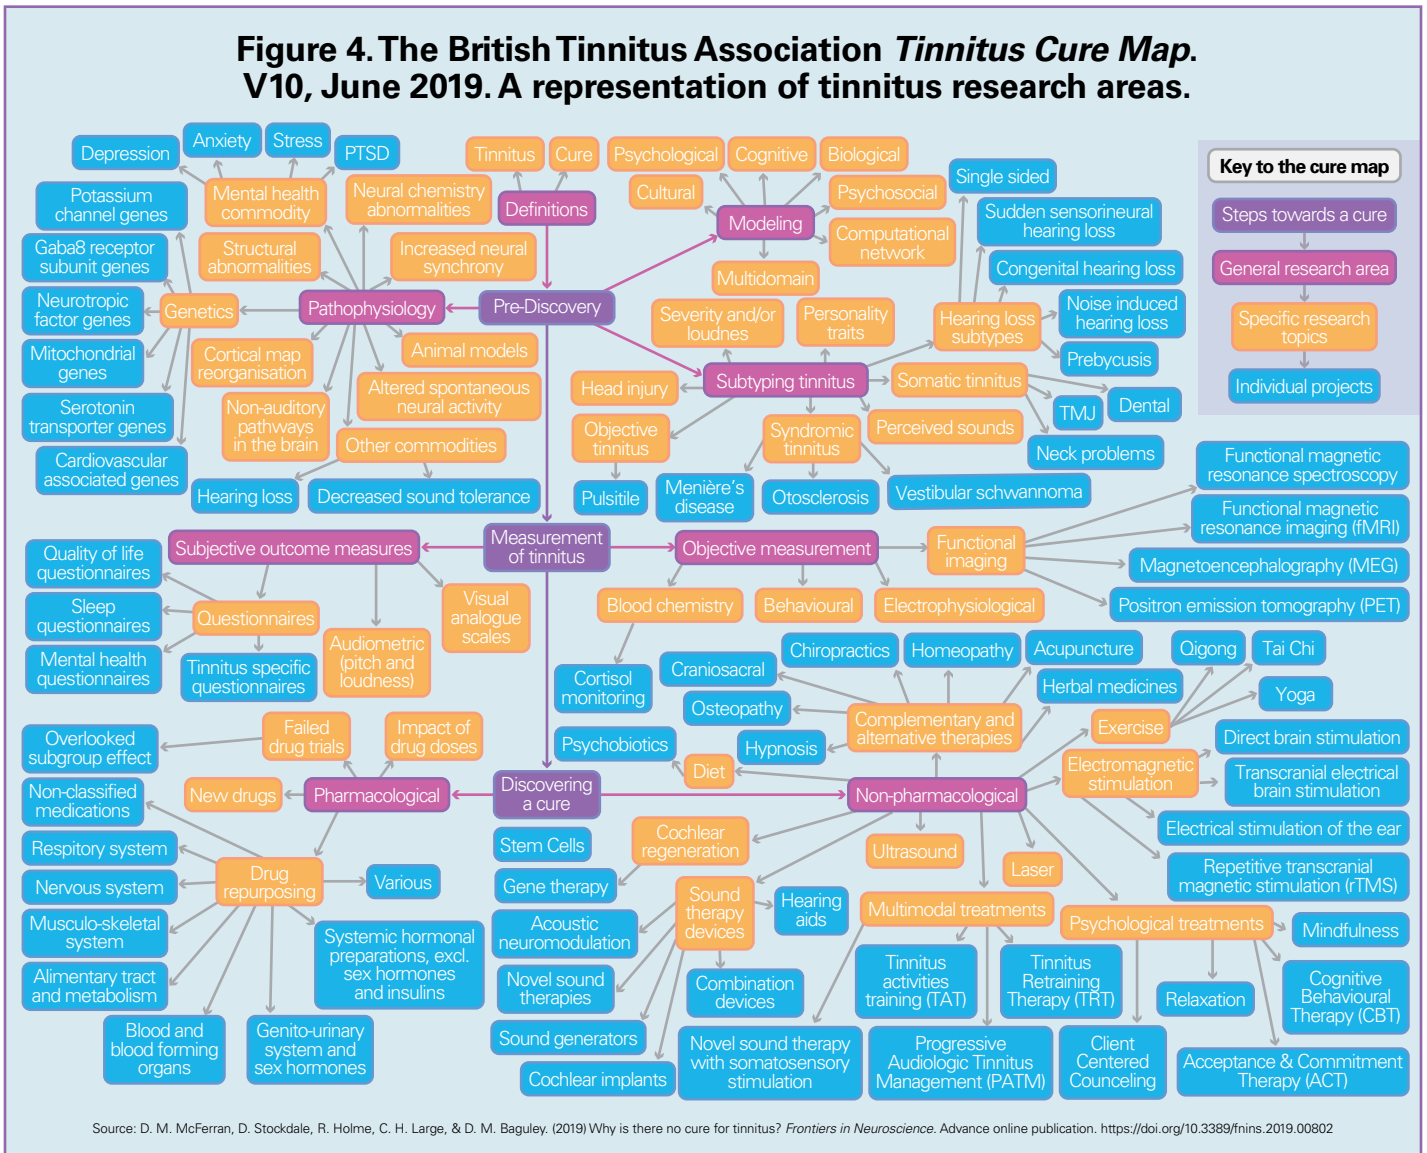 Figure 4. The British Tinnitus Association Tinnitus Cure Map.
V10, June 2019. A representation of tinnitus research areas.
Key to the cure map
Steps towards a cure
General research area
Specific research
topics
Individual projects
Depression
Anxiety
Stress
PTSD
Mental health
commodity
Neural chemistry
abnormalities
Structural
abnormalities
Increased neural
synchrony
Potassium
channel genes
Gaba8 receptor
subunit genes
Neurotropic
factor genes
Mitochondrial
genes
Serotonin
transporter genes
Cardiovascular
associated genes
Genetics
Pathophysiology
Cortical map
reorganisation
Animal models
Altered spontaneous
neural activity
Non-auditory
pathways
in the brain
Other commodities
Hearing loss
Decreased sound tolerance
Tinnitus
Cure
Definitions
Pre-Discovery
Psychological
Cognitive
Biological
Cultural
Psychosocial
Modeling
Computational
network
Multidomain
Severity and/or
loudnes
Personality
traits
Hearing loss
subtypes
Single sided
Sudden sensorineural
hearing loss
Congenital hearing loss
Noise induced
hearing loss
Prebycusis
Subtyping tinnitus
Somatic tinnitus
Head injury
Objective
tinnitus
Syndromic
tinnitus
Perceived sounds
TMJ
Dental
Neck problems
Pulsitile
Menière's
disease
Otosclerosis
Vestibular schwannoma
Measurement
of tinnitus
Subjective outcome measures
Quality of life
questionnaires
Sleep
questionnaires
Mental health
questionnaires
Questionnaires
Tinnitus specific
questionnaires
Audiometric
(pitch and
loudness)
Visual
analogue
scales
Objective measurement
Functional
imaging
Functional magnetic
resonance spectroscopy
Functional magnetic
resonance imaging (fMRI)
Magnetoencephalography (MEG)
Positron emission tomography (PET)
Blood chemistry
Behavioural
Electrophysiological
Cortisol
monitoring
Discovering
a cure
Pharmacological
Failed
drug trials
Impact of
drug doses
Overlooked
subgroup effect
New drugs
Non-classified
medications
Respitory system
Nervous system
Musculo-skeletal
system
Alimentary tract
and metabolism
Blood and
blood forming
organs
Genito-urinary
system and
sex hormones
Systemic hormonal
preparations, excl.
sex hormones
and insulins
Various
Drug
repurposing
Non-pharmacological
Complementary and
alternative therapies
Chiropractics
Homeopathy
Acupuncture
Craniosacral
Osteopathy
Hypnosis
Herbal medicines
Psychobiotics
Diet
Exercise
Qigong
Tai Chi
Yoga
Electromagnetic
stimulation
Direct brain stimulation
Transcranial electrical
brain stimulation
Electrical stimulation of the ear
Repetitive transcranial
magnetic stimulation (rTMS)
Cochlear
regeneration
Stem Cells
Gene therapy
Ultrasound
Laser
Sound
therapy
devices
Hearing
aids
Acoustic
neuromodulation
Novel sound
therapies
Sound generators
Cochlear implants
Combination
devices
Multimodal treatments
Tinnitus
activities
training (TAT)
Tinnitus
Retraining
Therapy (TRT)
Novel sound therapy
with somatosensory
stimulation
Progressive
Audiologic Tinnitus
Management (PATM)
Psychological treatments
Mindfulness
Cognitive
Behavioural
Therapy (CBT)
Relaxation
Client
Centered
Counceling
Acceptance & Commitment
Therapy (ACT)
Source: D. M. McFerran, D. Stockdale, R. Holme, C. H. Large, & D. M. Baguley. (2019) Why is there no cure for tinnitus? Frontiers in Neuroscience. Advance online publication. https://doi.org/10.3389/fnins.2019.00802